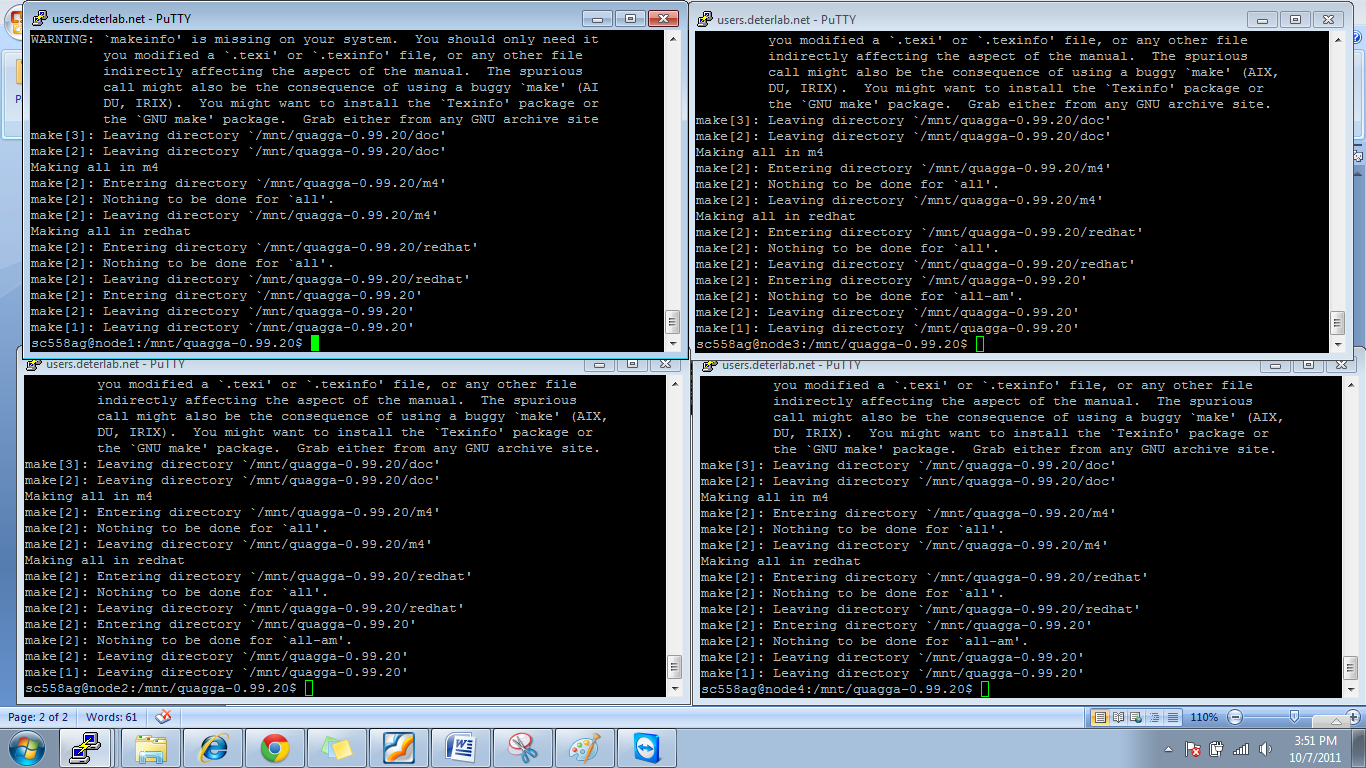 users.deterlab.net - PuTTY
WARNING: `makeinfo' is missing on your system.  You should only need it
you modified a `.texi' or `.texinfo' file, or any other file
indirectly affecting the aspect of the manual.  The spurious
call might also be the consequence of using a buggy `make' (AI
DU, IRIX).  You might want to install the `Texinfo' package or
the `GNU make' package.  Grab either from any GNU archive site
make[3]: Leaving directory `/mnt/quagga-0.99.20/doc'
make[2]: Leaving directory `/mnt/quagga-0.99.20/doc'
Making all in m4
make[2]: Entering directory `/mnt/quagga-0.99.20/m4'
make[2]: Nothing to be done for `all'.
make[2]: Leaving directory `/mnt/quagga-0.99.20/m4'
Making all in redhat
make[2]: Entering directory `/mnt/quagga-0.99.20/redhat'
make[2]: Nothing to be done for `all'.
make[2]: Leaving directory `/mnt/quagga-0.99.20/redhat'
make[2]: Entering directory `/mnt/quagga-0.99.20'
make[2]: Leaving directory `/mnt/quagga-0.99.20'
make[1]: Leaving directory `/mnt/quagga-0.99.20'
sc558ag@node1:/mnt/quagga-0.99.20$
users.deterlab.net - PuTTY
you modified a `.texi' or `.texinfo' file, or any other file
indirectly affecting the aspect of the manual.  The spurious
call might also be the consequence of using a buggy `make' (AIX,
DU, IRIX).  You might want to install the `Texinfo' package or
the `GNU make' package.  Grab either from any GNU archive site.
make[3]: Leaving directory `/mnt/quagga-0.99.20/doc'
make[2]: Leaving directory `/mnt/quagga-0.99.20/doc'
Making all in m4
make[2]: Entering directory `/mnt/quagga-0.99.20/m4'
make[2]: Nothing to be done for `all'.
make[2]: Leaving directory `/mnt/quagga-0.99.20/m4'
Making all in redhat
make[2]: Entering directory `/mnt/quagga-0.99.20/redhat'
make[2]: Nothing to be done for `all'.
make[2]: Leaving directory `/mnt/quagga-0.99.20/redhat'
make[2]: Entering directory `/mnt/quagga-0.99.20'
make[2]: Nothing to be done for `all-am'.
make[2]: Leaving directory `/mnt/quagga-0.99.20'
make[1]: Leaving directory `/mnt/quagga-0.99.20'
sc558ag@node3:/mnt/quagga-0.99.20$
users.deterlab.net - PuTTY
you modified a `.texi' or `.texinfo' file, or any other file
indirectly affecting the aspect of the manual.  The spurious
call might also be the consequence of using a buggy `make' (AIX,
DU, IRIX).  You might want to install the `Texinfo' package or
the `GNU make' package.  Grab either from any GNU archive site.
make[3]: Leaving directory `/mnt/quagga-0.99.20/doc'
make[2]: Leaving directory `/mnt/quagga-0.99.20/doc'
Making all in m4
make[2]: Entering directory `/mnt/quagga-0.99.20/m4'
make[2]: Nothing to be done for `all'.
make[2]: Leaving directory `/mnt/quagga-0.99.20/m4'
Making all in redhat
make[2]: Entering directory `/mnt/quagga-0.99.20/redhat'
make[2]: Nothing to be done for `all'.
make[2]: Leaving directory `/mnt/quagga-0.99.20/redhat'
make[2]: Entering directory `/mnt/quagga-0.99.20'
make[2]: Nothing to be done for `all-am'.
make[2]: Leaving directory `/mnt/quagga-0.99.20'
make[1]: Leaving directory `/mnt/quagga-0.99.20'
sc558ag@node2:/mnt/quagga-0.99.20$
users.deterlab.net - PuTTY
you modified a `.texi' or `.texinfo' file, or any other file
indirectly affecting the aspect of the manual.  The spurious
call might also be the consequence of using a buggy `make' (AIX,
DU, IRIX).  You might want to install the `Texinfo' package or
the `GNU make' package.  Grab either from any GNU archive site.
make[3]: Leaving directory `/mnt/quagga-0.99.20/doc'
make[2]: Leaving directory `/mnt/quagga-0.99.20/doc'
Making all in m4
make[2]: Entering directory `/mnt/quagga-0.99.20/m4'
make[2]: Nothing to be done for `all'.
make[2]: Leaving directory `/mnt/quagga-0.99.20/m4'
Making all in redhat
make[2]: Entering directory `/mnt/quagga-0.99.20/redhat'
make[2]: Nothing to be done for `all'.
make[2]: Leaving directory `/mnt/quagga-0.99.20/redhat'
make[2]: Entering directory `/mnt/quagga-0.99.20'
make[2]: Nothing to be done for `all-am'.
make[2]: Leaving directory `/mnt/quagga-0.99.20'
make[1]: Leaving directory `/mnt/quagga-0.99.20'
sc558ag@node4:/mnt/quagga-0.99.20$
Page: 2 of 2
Words: 61
110%
3:51 PM
10/7/2011